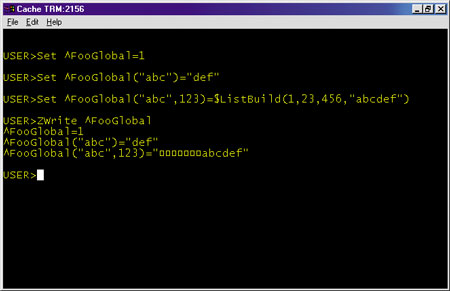 Cache TRM:2156
File Edit Help
USER>Set ^FooGlobal=1
USER>Set ^FooGlobal("abc")="def"
USER>Set ^FooGlobal("abc",123)=$ListBuild(1,23,456,"abcdef")
USER>ZWrite ^FooGlobal
^FooGlobal=1
^FooGlobal("abc")="def"
^FooGlobal("abc",123)="□□□□□□□abcdef"
USER>